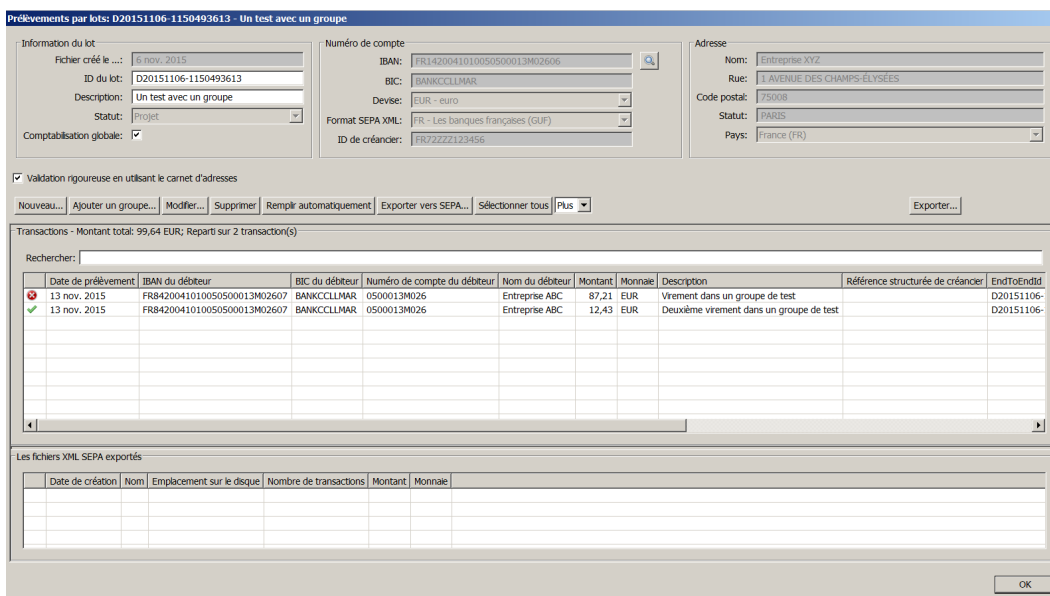 Prélèvements par lots: D20151106-1150493613 - Un test avec un groupe
Information du lot
Fichier créé le ...: 6 nov. 2015
ID du lot: D20151106-1150493613
Description: Un test avec un groupe
Statut: Projet
Comptabilisation globale:
Numéro de compte
IBAN: FR1420041010050500013M02606
BIC: BANKCCLLMAR
Devise: EUR - euro
Format SEPA XML: FR - Les banques françaises (GUF)
ID de créancier: FR72ZZZ123456
Adresse
Nom: Entreprise XYZ
Rue: 1 AVENUE DES CHAMPS-ÉLYSÉES
Code postal: 75008
Statut: PARIS
Pays: France (FR)
Validation rigoureuse en utilisant le carnet d'adresses
Nouveau... Ajouter un groupe... Modifier... Supprimer Remplir automatiquement Exporter vers SEPA... Sélectionner tous Plus Exporter...
Transactions - Montant total: 99,64 EUR; Reparti sur 2 transaction(s)
Rechercher:
Date de prélèvement IBAN du débiteur BIC du débiteur Numéro de compte du débiteur Nom du débiteur Montant Monnaie Description Référence structurée de créancier EndToEndId
13 nov. 2015 FR8420041010050500013M02607 BANKCCLLMAR 0500013M026 Entreprise ABC 87,21 EUR Virement dans un groupe de test D20151106-
13 nov. 2015 FR8420041010050500013M02607 BANKCCLLMAR 0500013M026 Entreprise ABC 12,43 EUR Deuxième virement dans un groupe de test D20151106-
Les fichiers XML SEPA exportés
Date de création Nom Emplacement sur le disque Nombre de transactions Montant Monnaie
OK